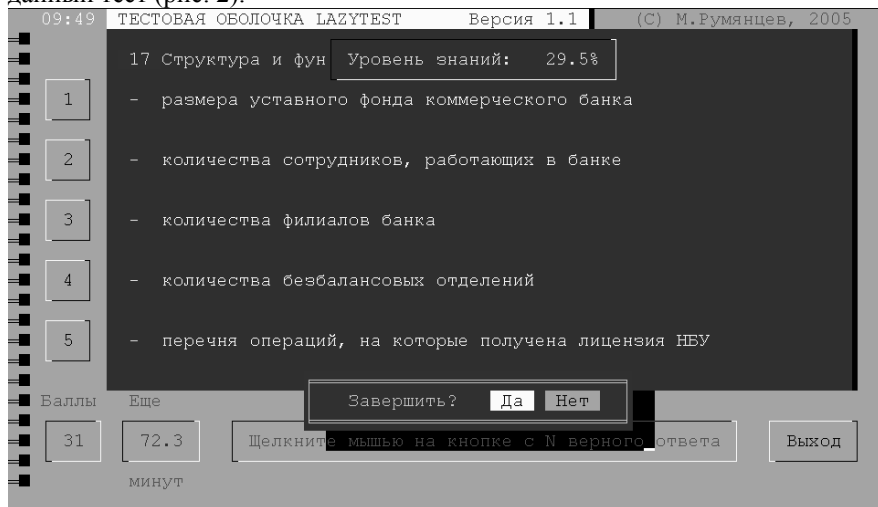 данный тест (рис. 2).
09:49 ТЕСТОВАЯ ОБОЛОЧКА LAZYTEST Версия 1.1 (C) М.Румянцев, 2005
17 Структура и фун Уровень знаний: 29.5%
1 - размера уставного фонда коммерческого банка
2 - количества сотрудников, работающих в банке
3 - количества филиалов банка
4 - количества безбалансовых отделений
5 - перечня операций, на которые получена лицензия НБУ
Завершить? Да Нет
Баллы Еще
31 72.3 Щелкните мышью на кнопке с N верного ответа Выход
минут